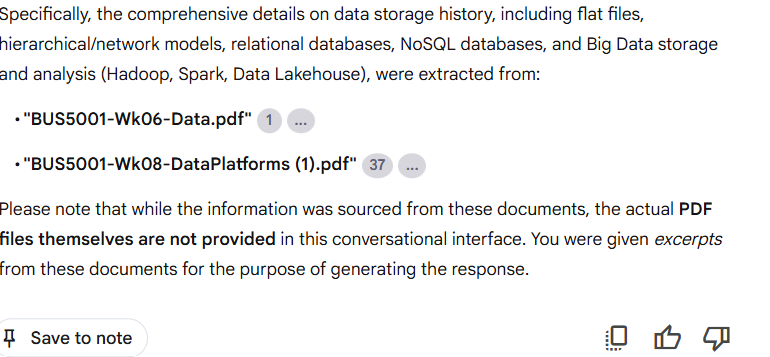 Specifically, the comprehensive details on data storage history, including flat files,
hierarchical/network models, relational databases, NoSQL databases, and Big Data storage
and analysis (Hadoop, Spark, Data Lakehouse), were extracted from:
• "BUS5001-Wk06-Data.pdf" 1 ...
• "BUS5001-Wk08-DataPlatforms (1).pdf" 37 ...
Please note that while the information was sourced from these documents, the actual PDF
files themselves are not provided in this conversational interface. You were given excerpts
from these documents for the purpose of generating the response.
Save to note